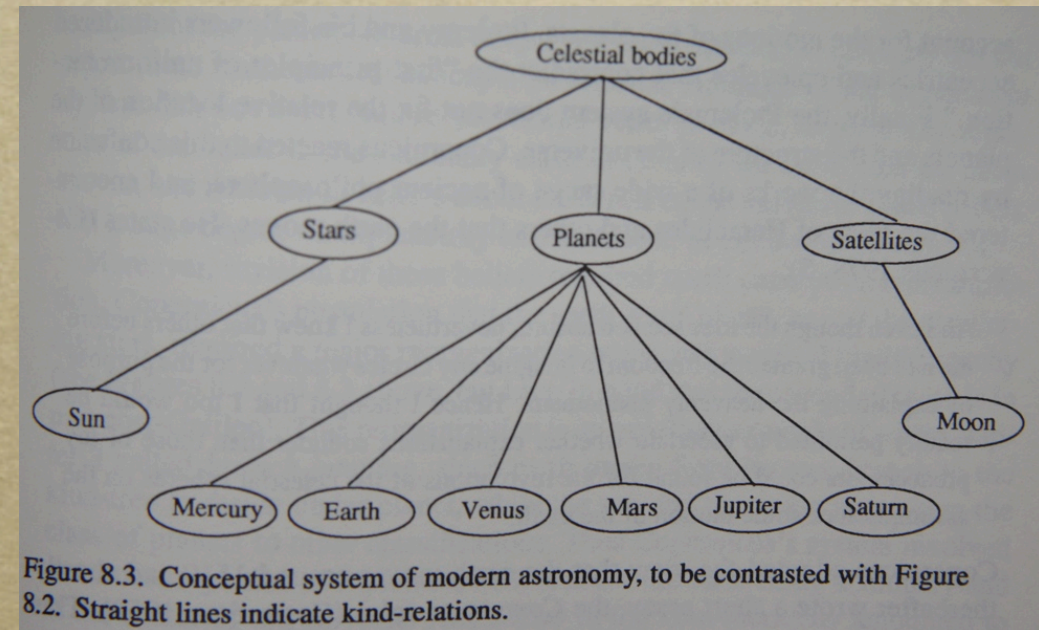 Celestial bodies
Stars
Planets
Satellites
Sun
Moon
Mercury
Earth
Venus
Mars
Jupiter
Saturn
Figure 8.3. Conceptual system of modern astronomy, to be contrasted with Figure
8.2. Straight lines indicate kind-relations.